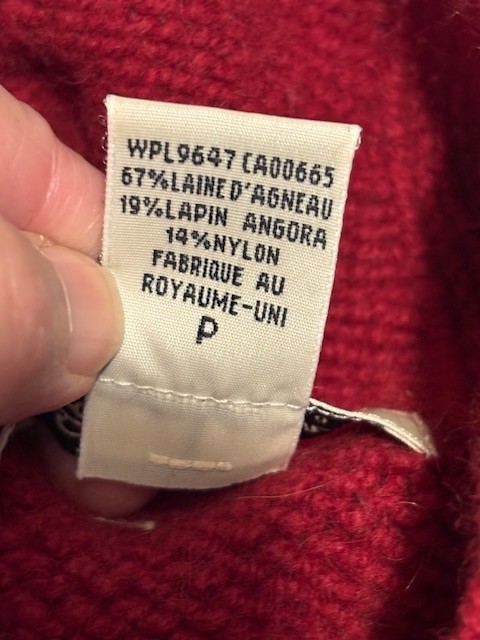 WPL9647 CA00665
67%LAINE D'AGNEAU
19%LAPIN ANGORA
14%NYLON
FABRIQUE AU
ROYAUME-UNI
P